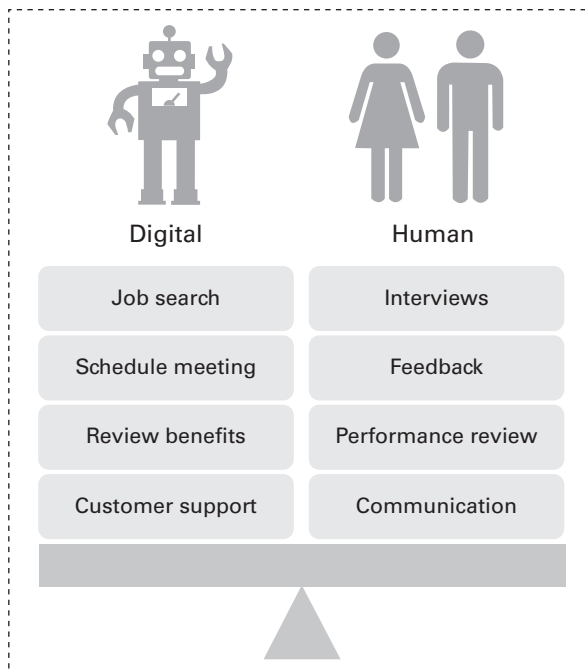 Digital
Human
Job search
Interviews
Schedule meeting
Feedback
Review benefits
Performance review
Customer support
Communication